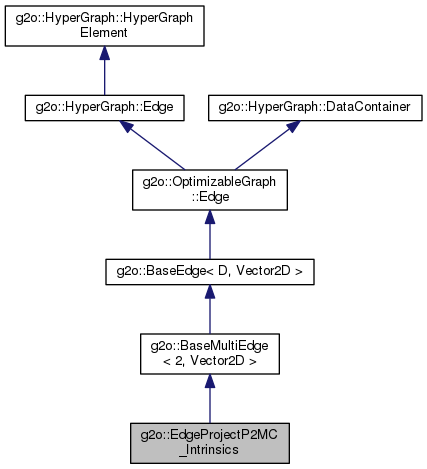 g2o::HyperGraph::HyperGraph
Element
g2o::HyperGraph::Edge
g2o::HyperGraph::DataContainer
g2o::OptimizableGraph
::Edge
g2o::BaseEdge< D, Vector2D >
g2o::BaseMultiEdge
< 2, Vector2D >
g2o::EdgeProjectP2MC
_Intrinsics